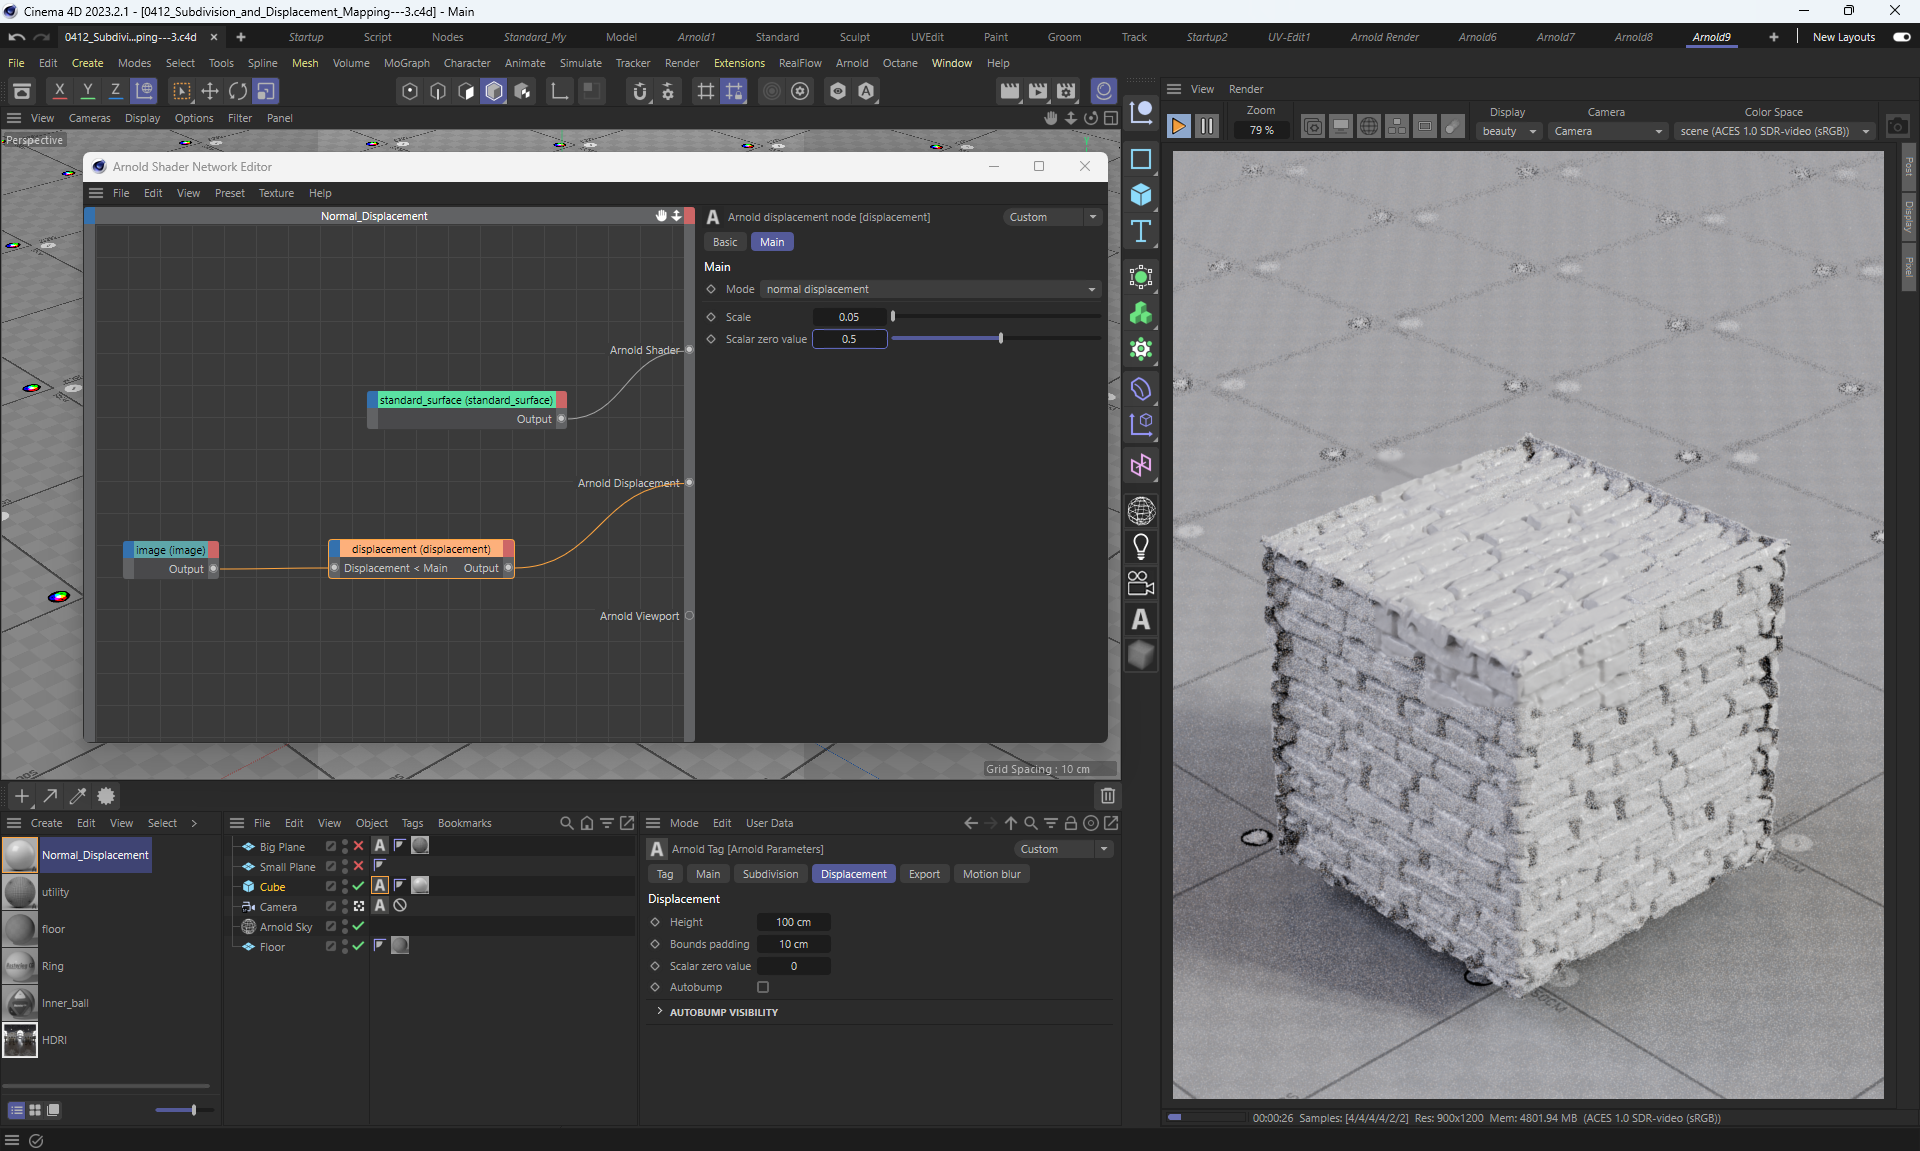 Cinema 4D 2023.2.1 - [0412_Subdivision_and_Displacement_Mapping---3.c4d] - Main
0412_Subdivi...ping---3.c4d
Startup Script Nodes Standard_My Model Arnold1 Standard Sculpt UVEdit Paint Groom Track Startup2 UV-Edit1 Arnold Render Arnold6 Arnold7 Arnold8 Arnold9 New Layouts
File Edit Create Modes Select Tools Spline Mesh Volume MoGraph Character Animate Simulate Tracker Render Extensions RealFlow Arnold Octane Window Help
X Y Z
View Cameras Display Options Filter Panel
Perspective
Arnold Shader Network Editor
File Edit View Preset Texture Help
Normal_Displacement
Arnold Shader
standard_surface (standard_surface)
Output
Arnold Displacement
image (image)
Output
displacement (displacement)
Displacement < Main Output
Arnold Viewport
Arnold displacement node [displacement]
Custom
Basic Main
Main
Mode normal displacement
Scale 0.05
Scalar zero value 0.5
Grid Spacing : 10 cm
Create Edit View Select
Normal_Displacement
utility
floor
Ring
Inner_ball
HDRI
File Edit View Object Tags Bookmarks
Big Plane
Small Plane
Cube
Camera
Arnold Sky
Floor
Mode Edit User Data
Arnold Tag [Arnold Parameters]
Custom
Tag Main Subdivision Displacement Export Motion blur
Displacement
Height 100 cm
Bounds padding 10 cm
Scalar zero value 0
Autobump
AUTOBUMP VISIBILITY
View Render
Zoom
79 %
Display
beauty
Camera
Camera
Color Space
scene (ACES 1.0 SDR-video (sRGB))
Post
Display
Pixel
50CM
00:00:26 Samples: [4/4/4/4/2/2] Res: 900x1200 Mem: 4801.94 MB (ACES 1.0 SDR-video (sRGB))